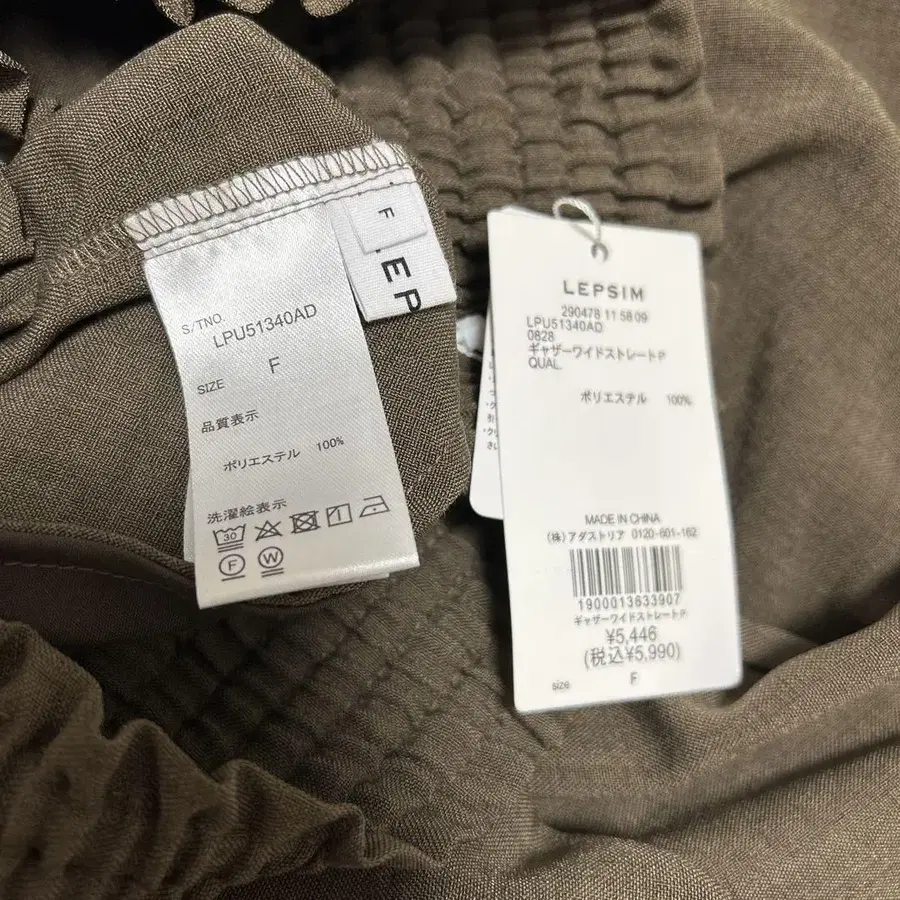 S/TNO.
LPU51340AD
SIZE F
品質表示
ポリエステル 100%
洗濯絵表示
30
F W
F
LEP
LEPSIM
290478 11 58 09
LPU51340AD
0828
ギャザーワイドストレートP
QUAL.
ポリエステル 100%
MADE IN CHINA
(株)アダストリア 0120-601-162
1900013633907
ギャザーワイドストレートP
¥5,446
(税込¥5,990)
size F